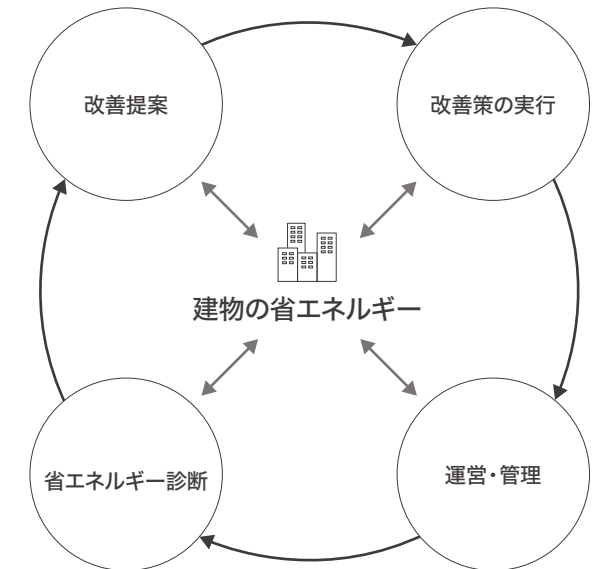 改善提案
改善策の実行
建物の省エネルギー
省エネルギー診断
運営・管理